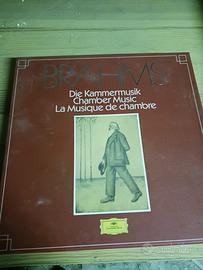 BRAHMS
Die Kammermusik
Chamber Music
La Musique de chambre